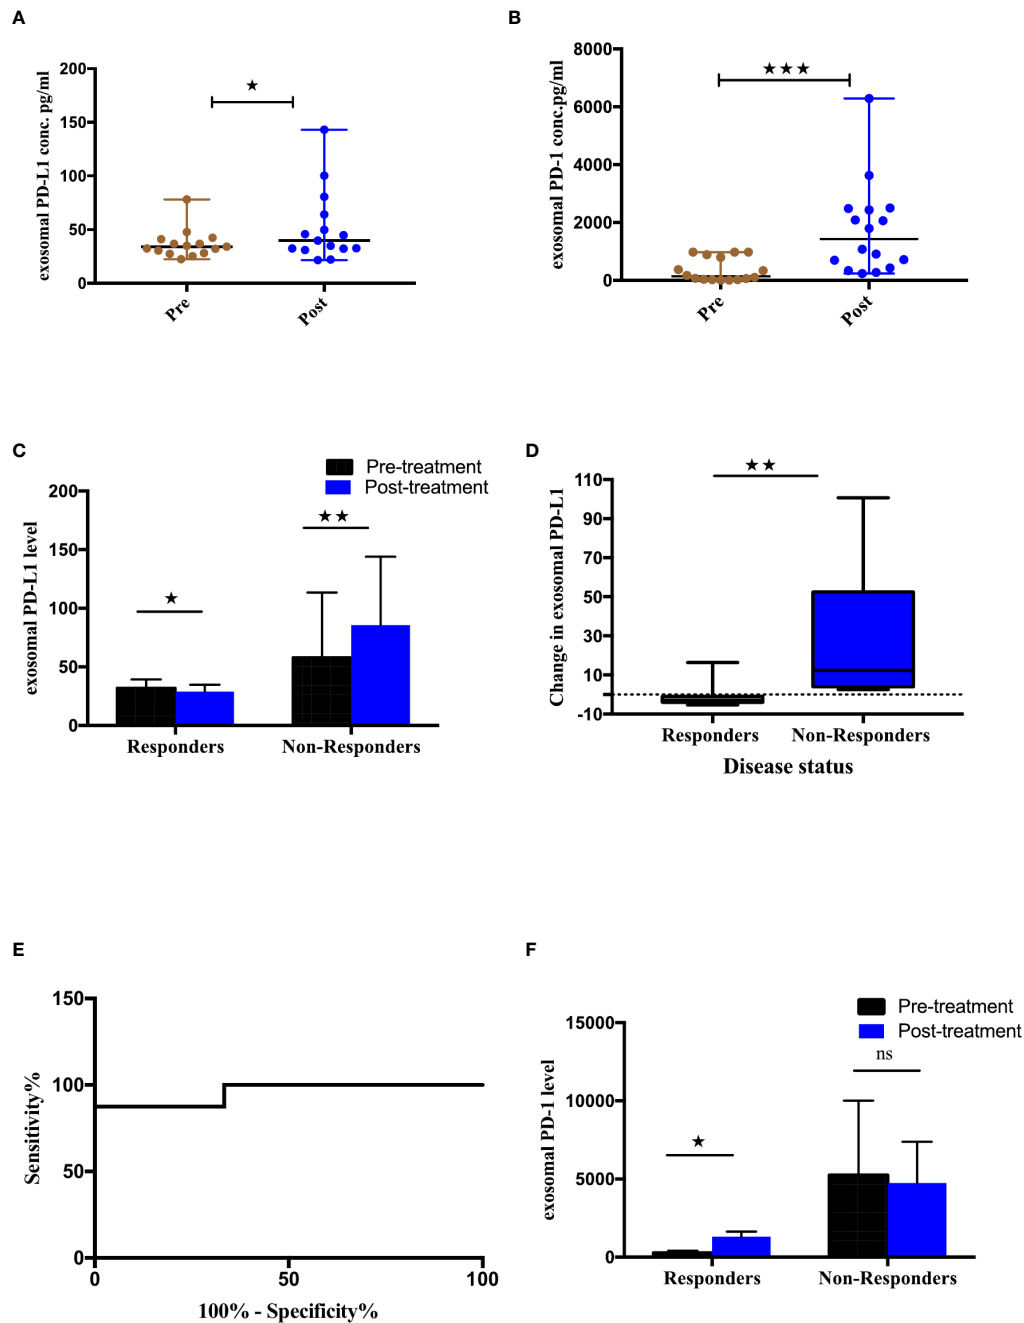 A
exosomal PD-L1 conc. pg/ml
200
150
100
50
0
★
Pre
Post
B
exosomal PD-1 conc.pg/ml
8000
6000
4000
2000
0
★★★
Pre
Post
C
Pre-treatment
Post-treatment
exosomal PD-L1 level
200
150
100
50
0
★
★★
Responders
Non-Responders
D
Change in exosomal PD-L1
110
90
70
50
30
10
-10
★★
Responders
Non-Responders
Disease status
E
Sensitivity%
150
100
50
0
0
50
100
100% - Specificity%
F
Pre-treatment
Post-treatment
exosomal PD-1 level
15000
10000
5000
0
★
ns
Responders
Non-Responders